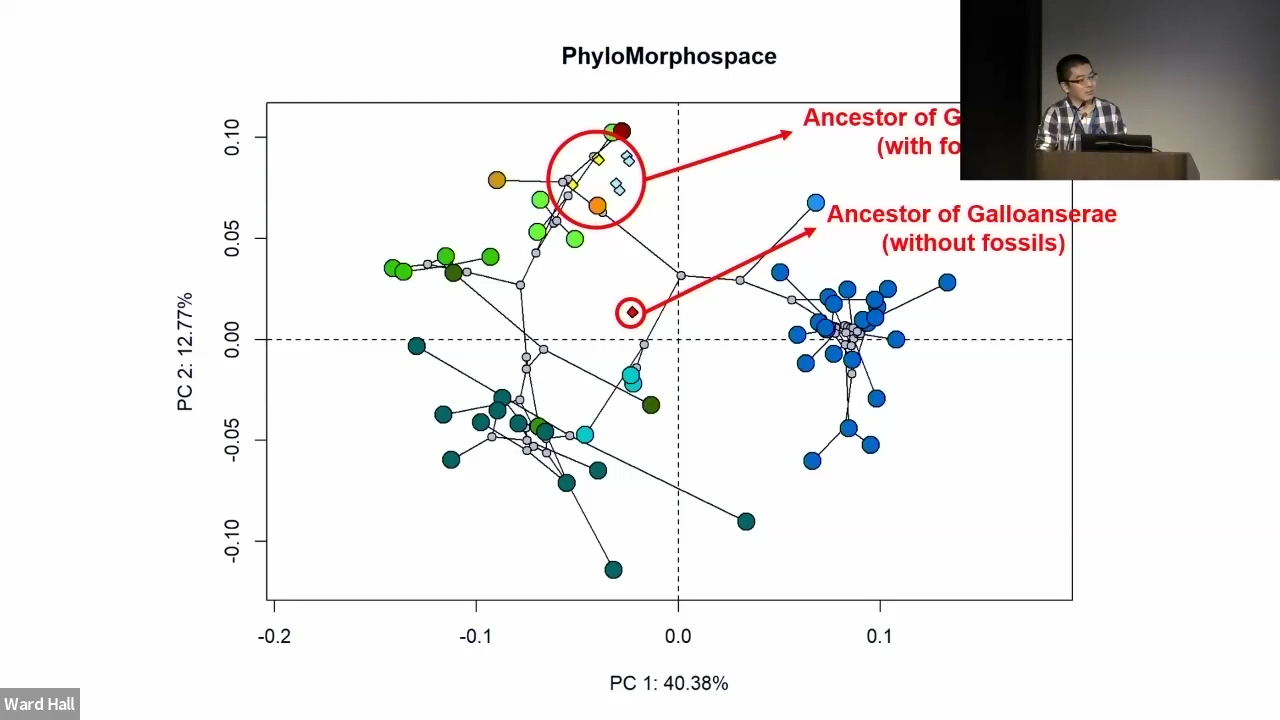 PhyloMorphospace
Ancestor of G
(with fo
Ancestor of Galloanserae
(without fossils)
0.10
0.05
0.00
-0.05
-0.10
PC 2: 12.77%
-0.2
-0.1
0.0
0.1
PC 1: 40.38%
Ward Hall